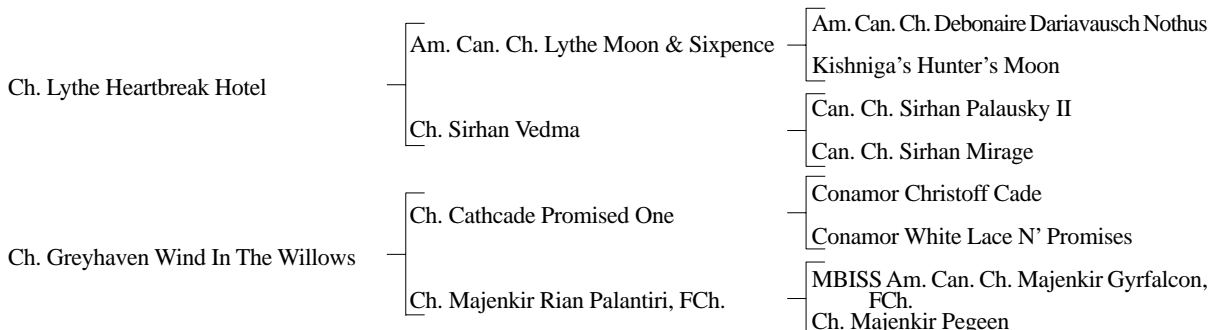 Am. Can. Ch. Debonaire Dariavausch Nothus
Am. Can. Ch. Lythe Moon & Sixpence
Kishniga's Hunter's Moon
Ch. Lythe Heartbreak Hotel
Can. Ch. Sirhan Palausky II
Ch. Sirhan Vedma
Can. Ch. Sirhan Mirage
Conamor Christoff Cade
Ch. Cathcade Promised One
Conamor White Lace N' Promises
Ch. Greyhaven Wind In The Willows
MBISS Am. Can. Ch. Majenkir Gyrfalcon,
FCh.
Ch. Majenkir Rian Palantiri, FCh.
Ch. Majenkir Pegeen